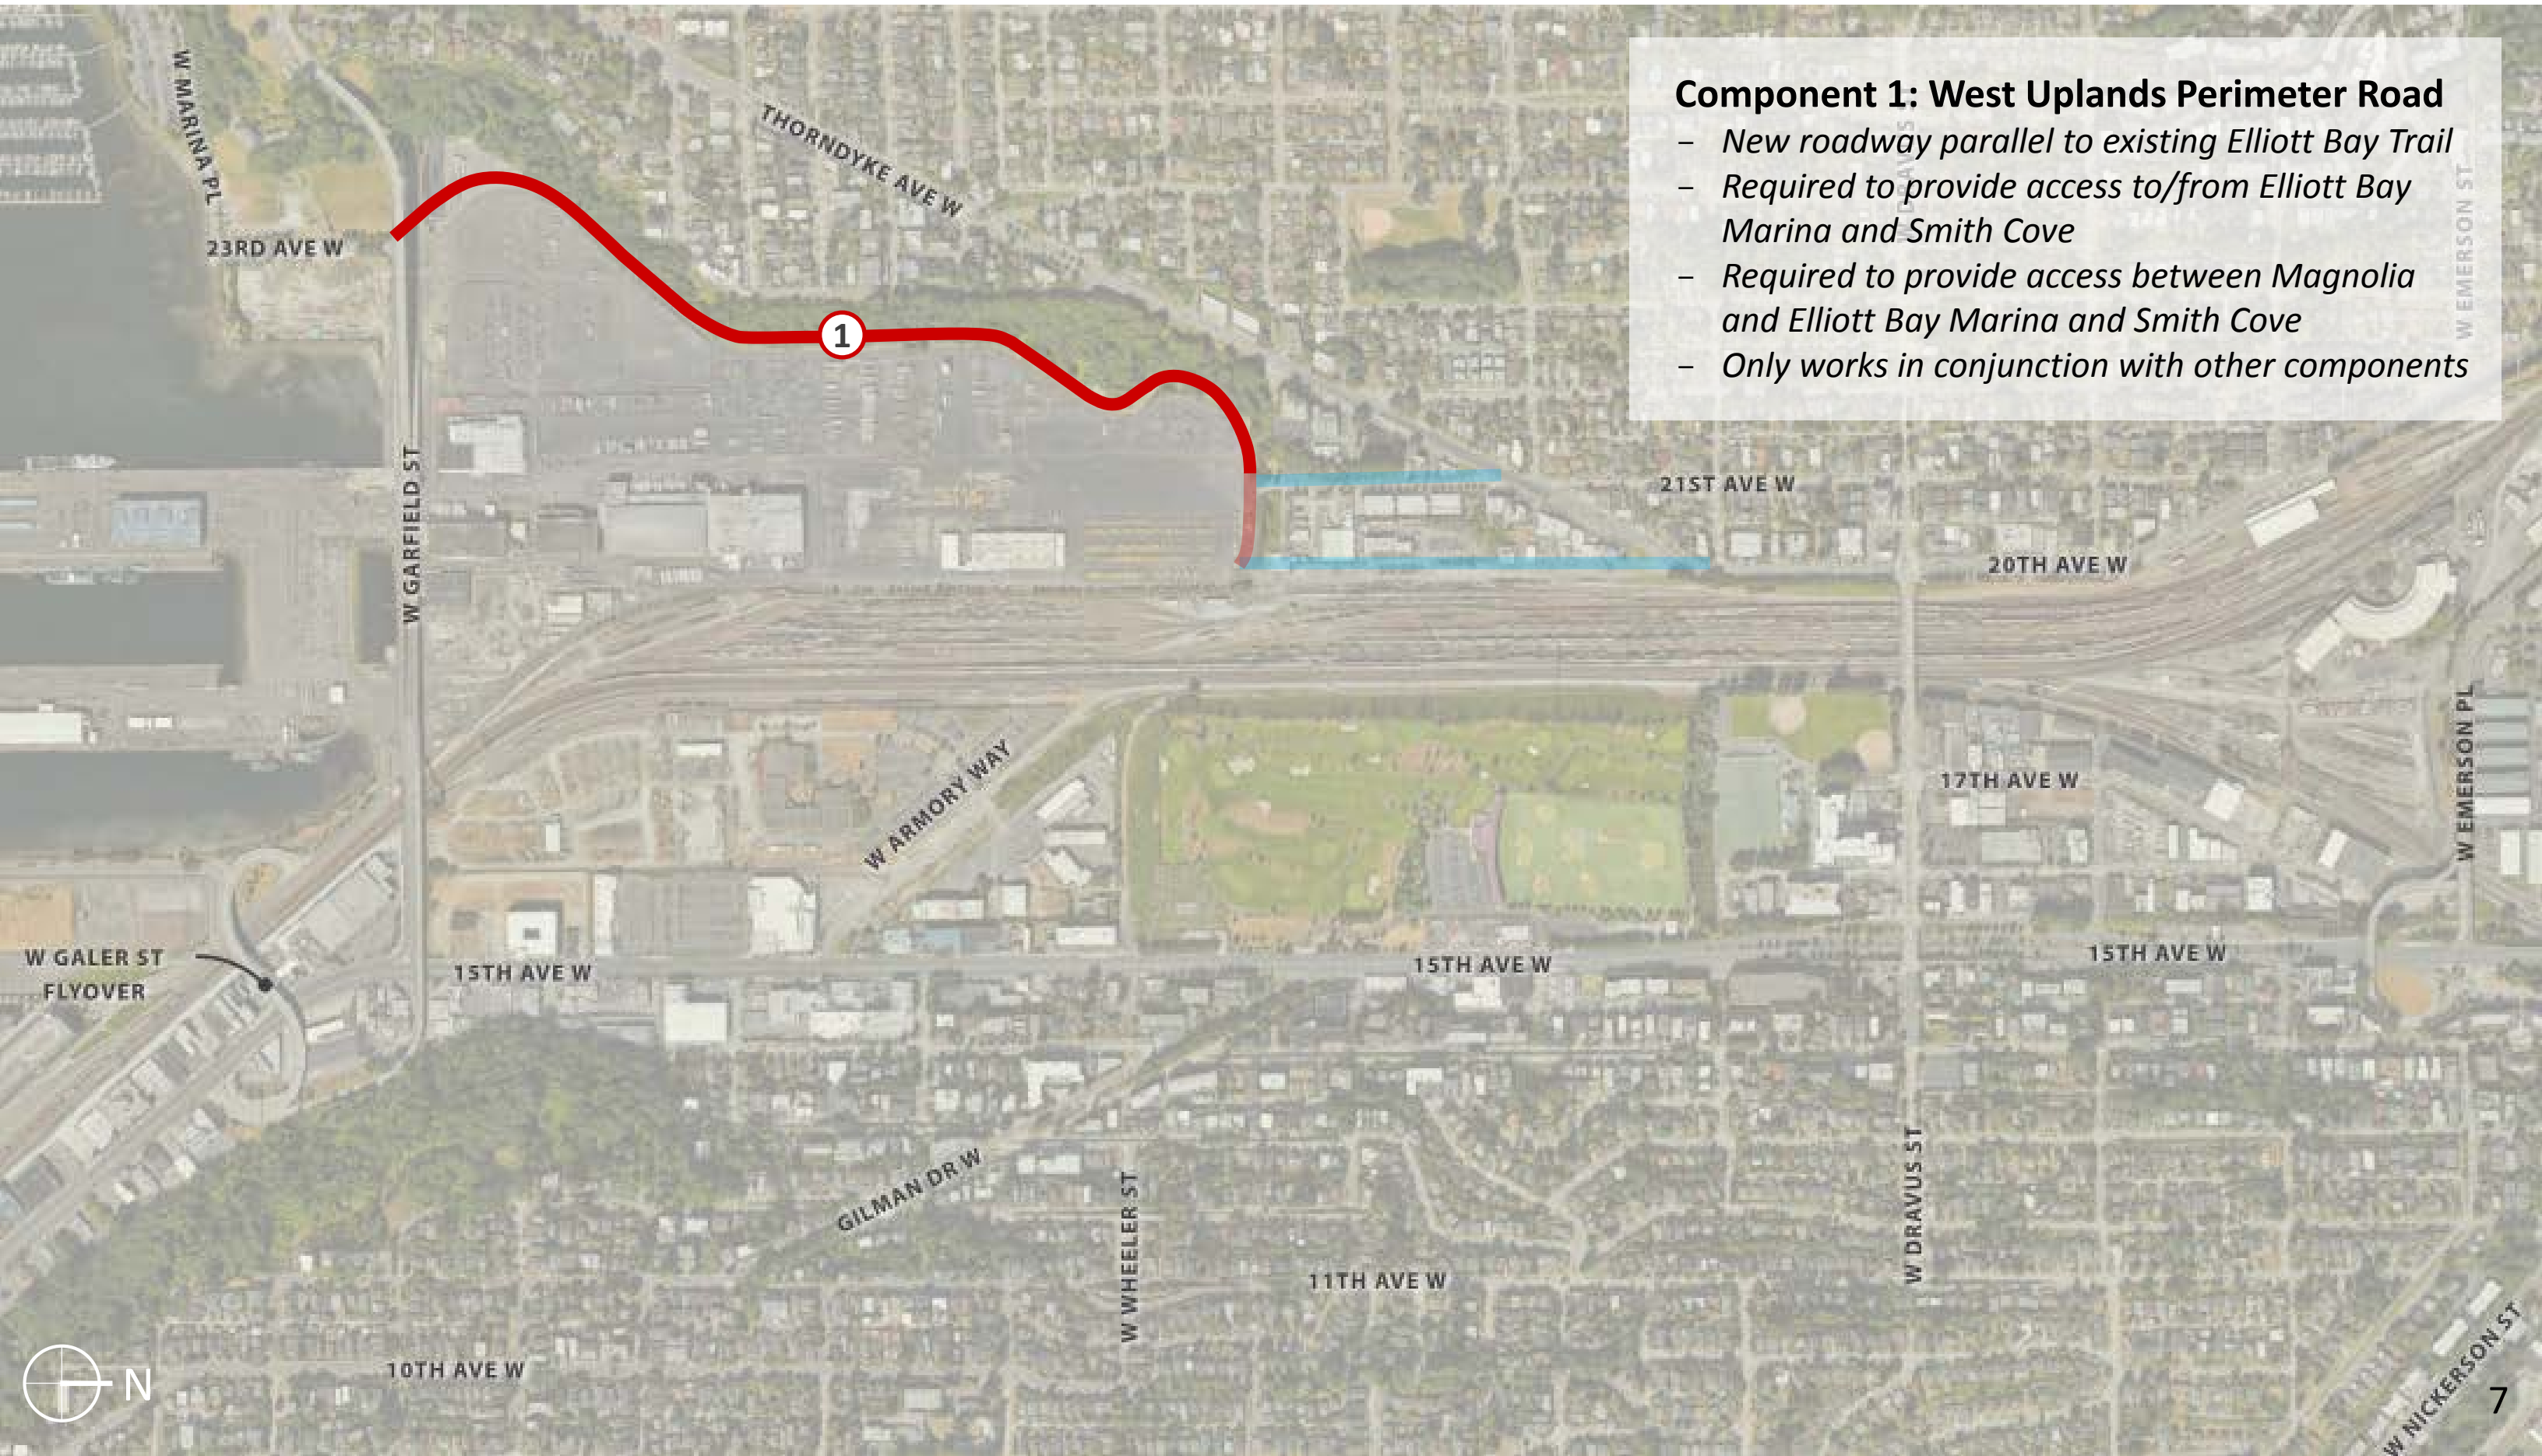 Component 1: West Uplands Perimeter Road
– New roadway parallel to existing Elliott Bay Trail
– Required to provide access to/from Elliott Bay
Marina and Smith Cove
– Required to provide access between Magnolia
and Elliott Bay Marina and Smith Cove
– Only works in conjunction with other components
W MARINA PL
THORNDYKE AVE W
W EMERSON ST
23RD AVE W
1
W GARFIELD ST
21ST AVE W
20TH AVE W
W ARMORY WAY
17TH AVE W
W EMERSON PL
W GALER ST
FLYOVER
15TH AVE W
15TH AVE W
15TH AVE W
GILMAN DR W
W WHEELER ST
W DRAVUS ST
11TH AVE W
10TH AVE W
W NICKERSON ST
N
7